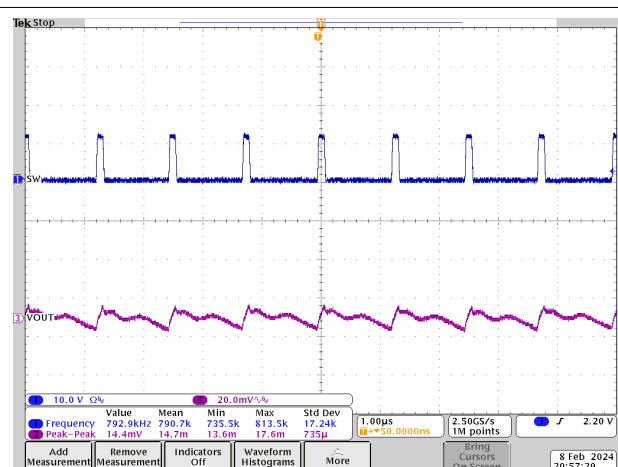 Tek Stop
T
T
1 SW
3 VOUT
1 10.0 V Ω 3 20.0mV
Value Mean Min Max Std Dev
1 Frequency 792.9kHz 790.7k 735.5k 813.5k 17.24k
3 Peak-Peak 14.4mV 14.7m 13.6m 17.6m 735µ
1.00µs
T 50.0000ns
2.50GS/s
1M points
1 2.20 V
Add Measurement
Remove Measurement
Indicators Off
Waveform Histograms
More
Bring Cursors On Screen
8 Feb 2024
20:57:29